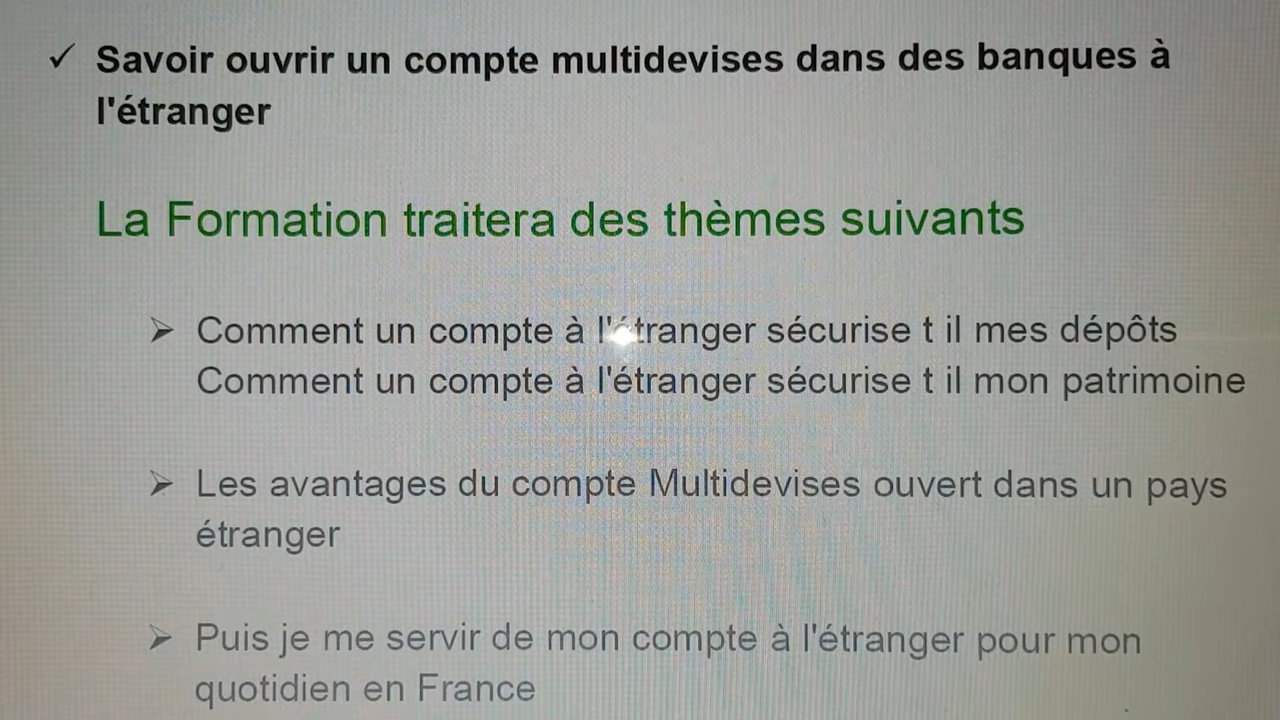 ✓ Savoir ouvrir un compte multidevises dans des banques à
l'étranger
La Formation traitera des thèmes suivants
➢ Comment un compte à l'étranger sécurise t il mes dépôts
Comment un compte à l'étranger sécurise t il mon patrimoine
➢ Les avantages du compte Multidevises ouvert dans un pays
étranger
➢ Puis je me servir de mon compte à l'étranger pour mon
quotidien en France